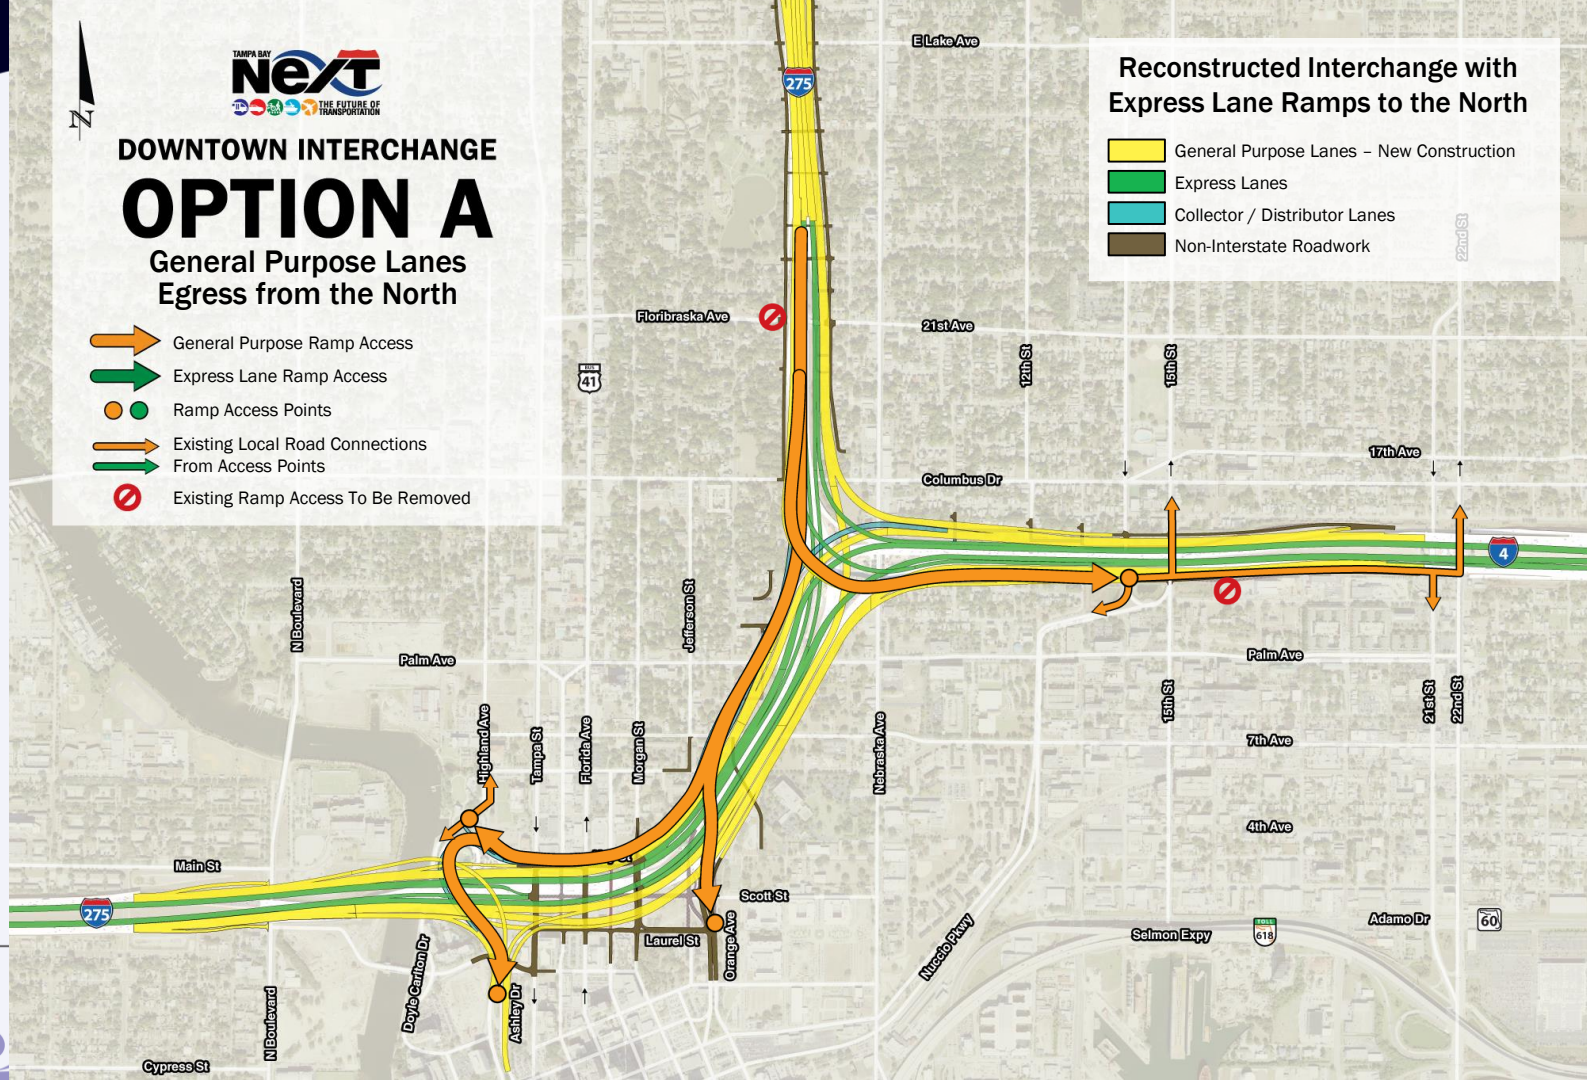 N
TAMPA BAY
NeXT
THE FUTURE OF
TRANSPORTATION
DOWNTOWN INTERCHANGE
OPTION A
General Purpose Lanes
Egress from the North
General Purpose Ramp Access
Express Lane Ramp Access
Ramp Access Points
Existing Local Road Connections
From Access Points
Existing Ramp Access To Be Removed
Reconstructed Interchange with
Express Lane Ramps to the North
General Purpose Lanes – New Construction
Express Lanes
Collector / Distributor Lanes
Non-Interstate Roadwork
E Lake Ave
275
22nd St
Floribraska Ave
21st Ave
41
12th St
15th St
17th Ave
Columbus Dr
4
N Boulevard
Jefferson St
Palm Ave
Palm Ave
15th St
21st St
22nd St
Highland Ave
Tampa St
Florida Ave
Morgan St
Nebraska Ave
7th Ave
4th Ave
Main St
Scott St
275
Laurel St
Orange Ave
Doyle Carlton Dr
Ashley Dr
N Boulevard
Nuccio Pkwy
Selmon Expy
TOLL
618
Adamo Dr
60
Cypress St